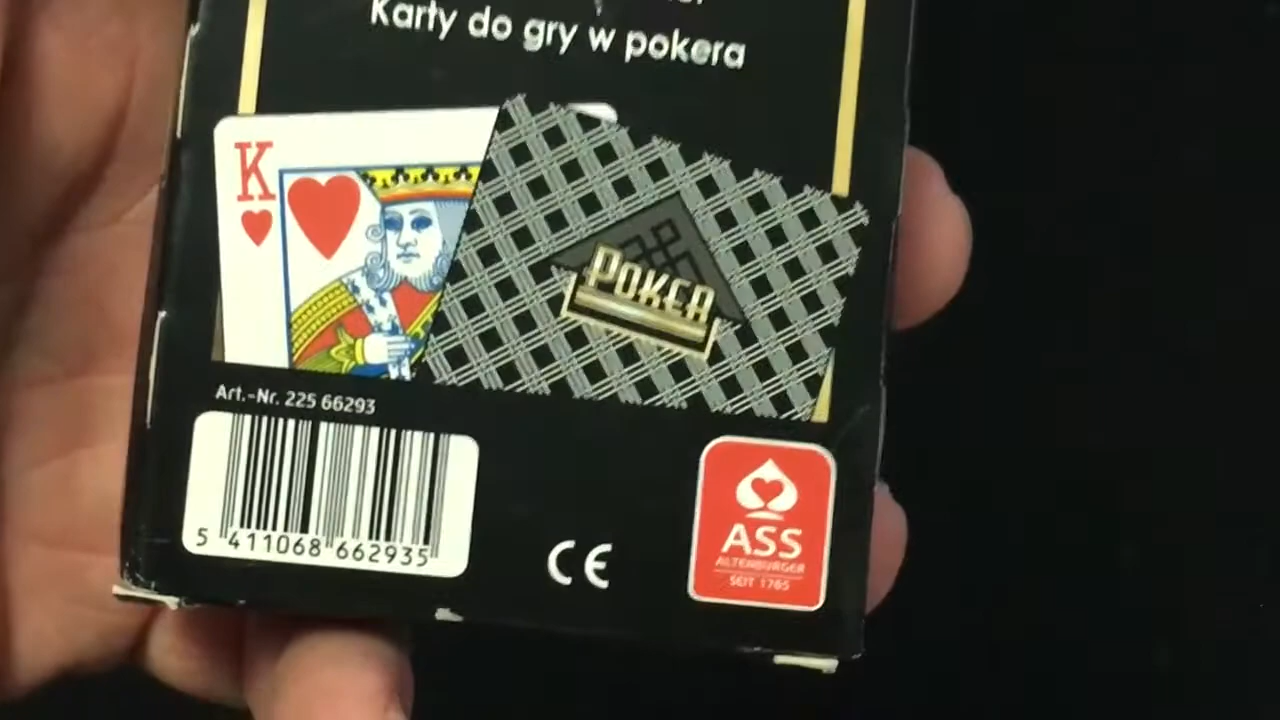 Karty do gry w pokera
K
POKER
Art.-Nr. 225 66293
5 411068 662935
CE
ASS
ALTENBURGER
SEIT 1765